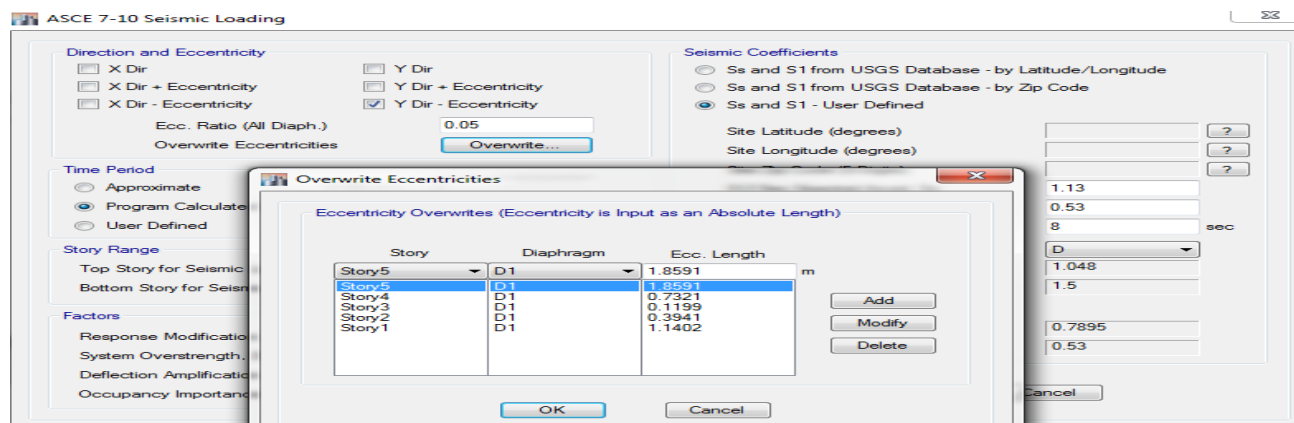 ASCE 7-10 Seismic Loading
Direction and Eccentricity
X Dir
Y Dir
X Dir + Eccentricity
Y Dir + Eccentricity
X Dir - Eccentricity
Y Dir - Eccentricity
Ecc. Ratio (All Diaph.)
0.05
Overwrite Eccentricities
Overwrite...
Time Period
Approximate
Program
User Defined
Story Range
Top Story for Seismic
Bottom Story for
Factors
Response
System Overstrength,
Deflection
Occupancy
Seismic Coefficients
Ss and S1 from USGS Database - by Latitude/Longitude
Ss and S1 from USGS Database - by Zip Code
Ss and S1 - User Defined
Site Latitude (degrees)
?
Site Longitude (degrees)
?
?
1.13
0.53
8 sec
D
1.048
1.5
0.7895
0.53
Cancel
Overwrite Eccentricities
Eccentricity Overwrites (Eccentricity is Input as an Absolute Length)
Story Diaphragm Ecc. Length
Story5 D1 1.8591 m
Story5 D1 1.8591
Story4 D1 0.7321
Story3 D1 0.1199
Story2 D1 0.3941
Story1 D1 1.1402
Add
Modify
Delete
OK
Cancel